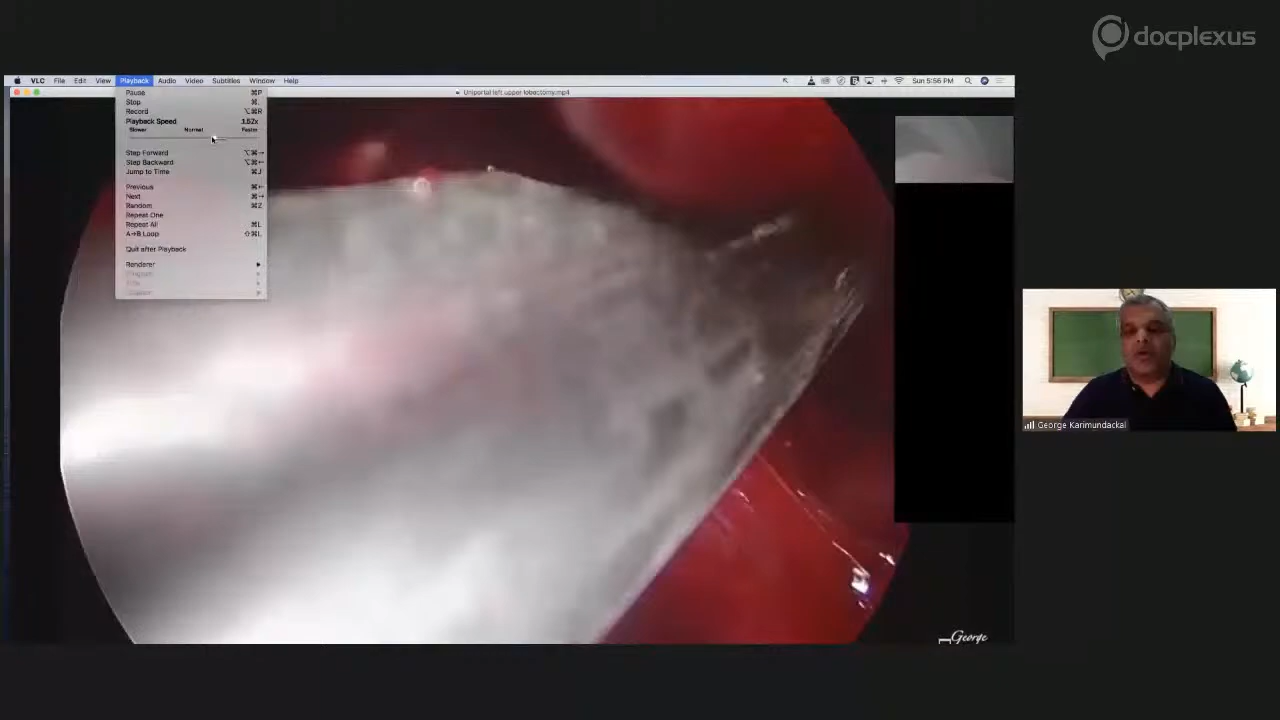 docplexus
VLC File Edit View Playback Audio Video Subtitles Window Help
Sun 5:56 PM
Uniportal left upper lobectomy.mp4
Pause ⌘P
Stop ⌘.
Record ⌥⌘R
Playback Speed 1.52x
Slower Normal Faster
Step Forward ⌥⌘→
Step Backward ⌥⌘←
Jump to Time ⌘J
Previous ⌘←
Next ⌘→
Random ⌘Z
Repeat One
Repeat All ⌘L
A→B Loop ⇧⌘L
Quit after Playback
Renderer
George Karimundackal
George